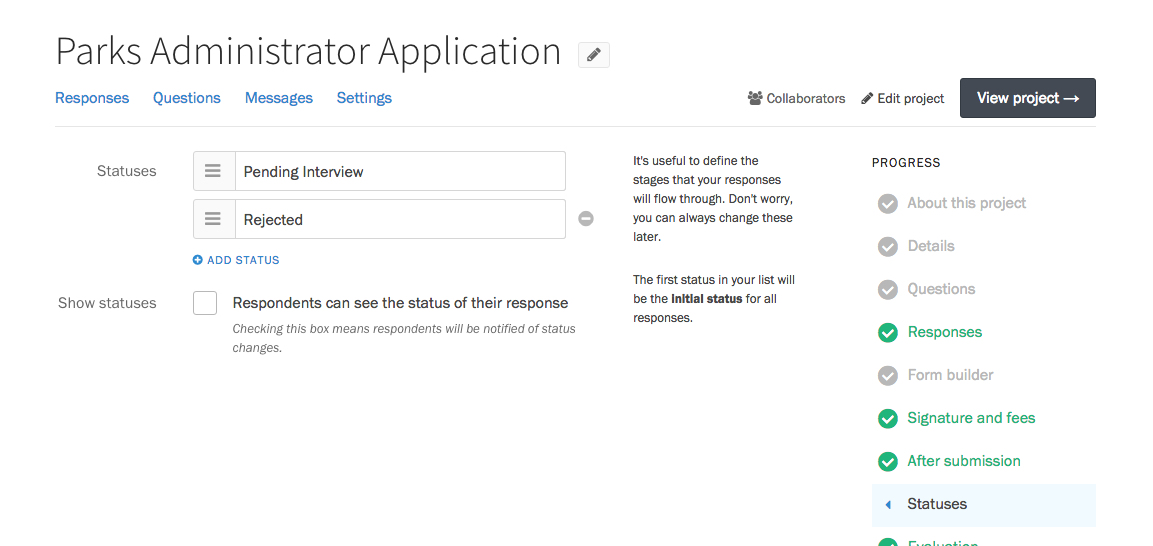 Parks Administrator Application
Responses Questions Messages Settings
Collaborators Edit project View project →
Statuses
Pending Interview
Rejected
ADD STATUS
Show statuses
Respondents can see the status of their response
Checking this box means respondents will be notified of status
changes.
It's useful to define the
stages that your responses
will flow through. Don't worry,
you can always change these
later.
The first status in your list will
be the initial status for all
responses.
PROGRESS
About this project
Details
Questions
Responses
Form builder
Signature and fees
After submission
Statuses
Evaluation